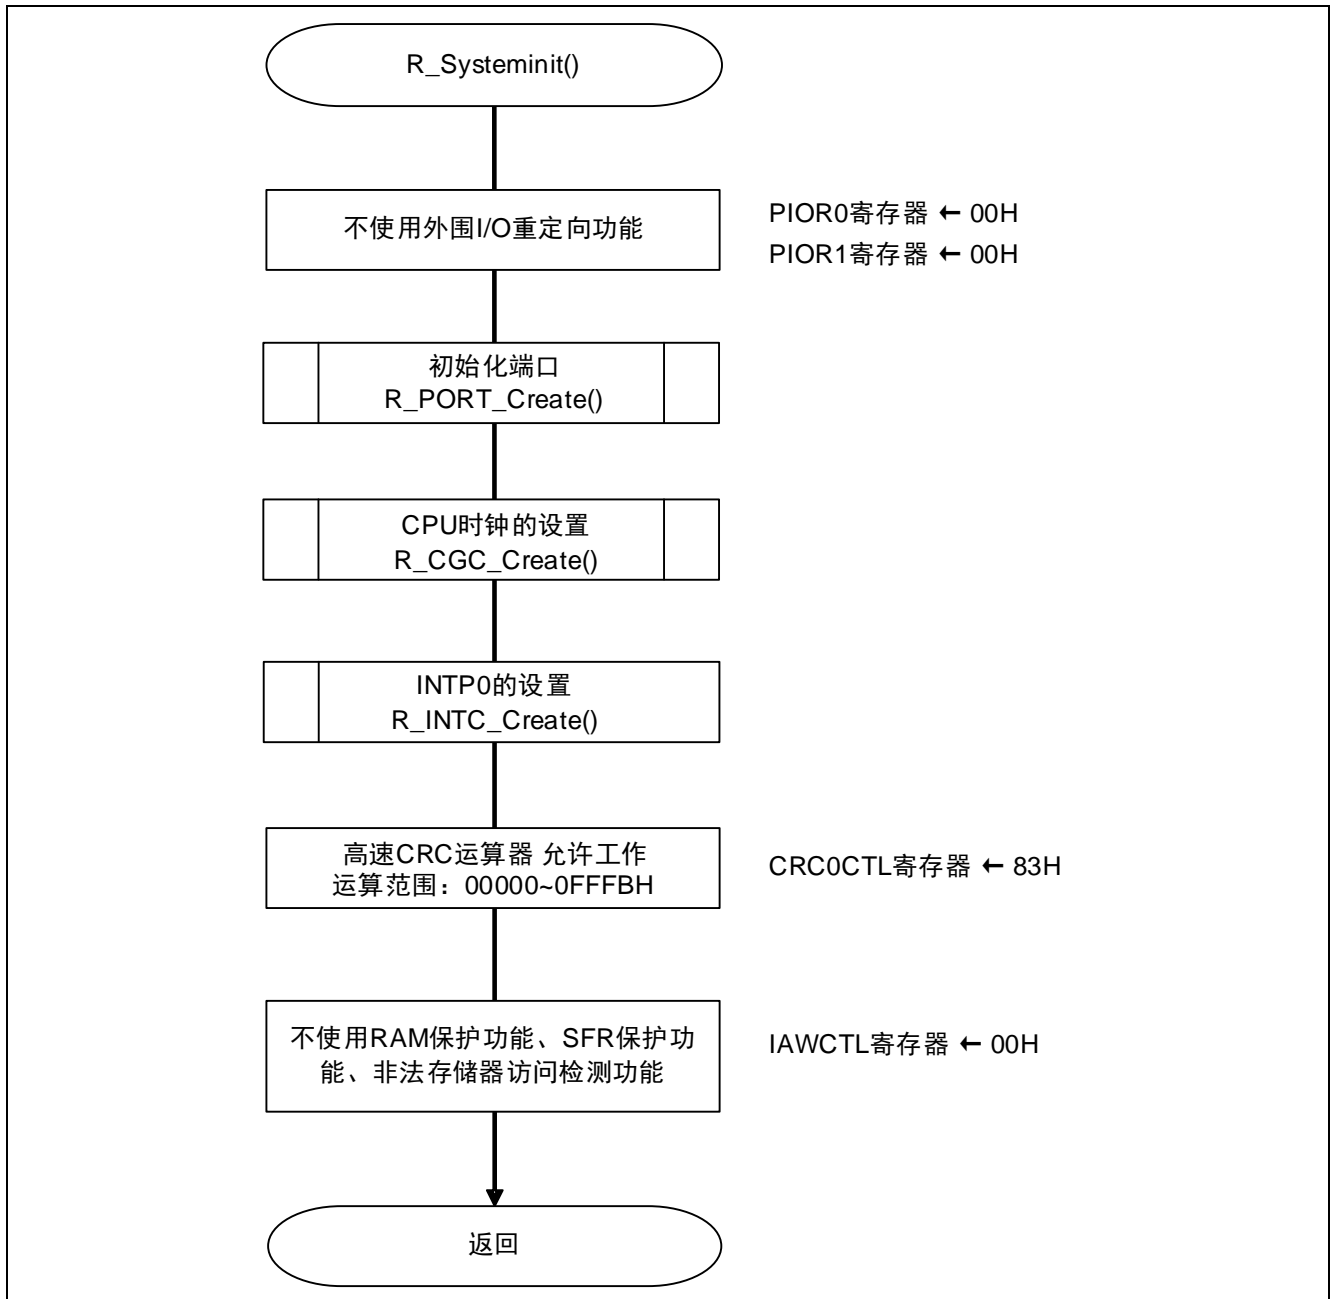 R_Systeminit()
不使用外围I/O重定向功能
PIOR0寄存器 ← 00H
PIOR1寄存器 ← 00H
初始化端口
R_PORT_Create()
CPU时钟的设置
R_CGC_Create()
INTP0的设置
R_INTC_Create()
高速CRC运算器 允许工作
运算范围：00000~0FFFBH
CRC0CTL寄存器 ← 83H
不使用RAM保护功能、SFR保护功
能、非法存储器访问检测功能
IAWCTL寄存器 ← 00H
返回